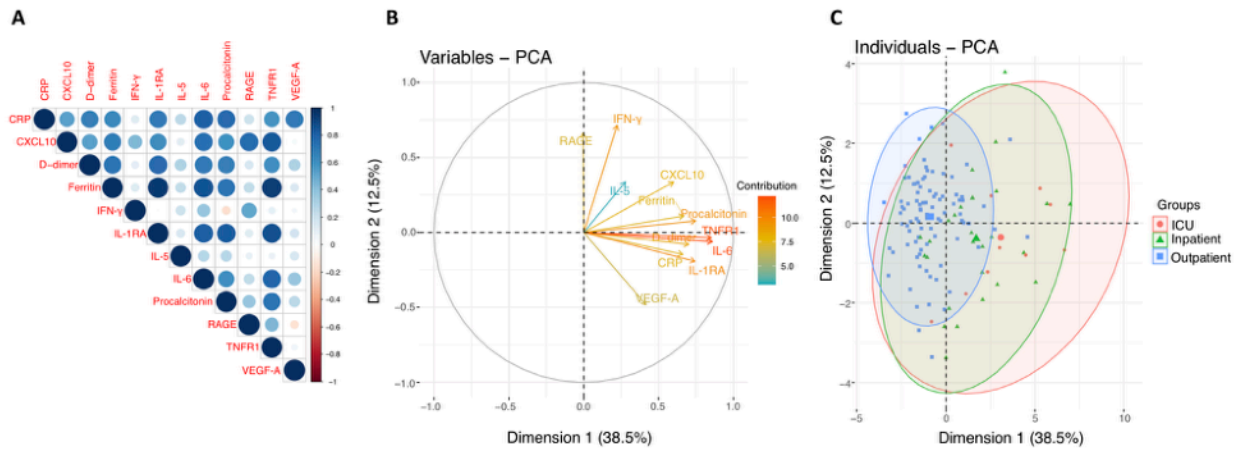 A
CRP
CXCL10
D-dimer
Ferritin
IFN-γ
IL-1RA
IL-5
IL-6
Procalcitonin
RAGE
TNFR1
VEGF-A
CRP
CXCL10
D-dimer
Ferritin
IFN-γ
IL-1RA
IL-5
IL-6
Procalcitonin
RAGE
TNFR1
VEGF-A
1
0.8
0.6
0.4
0.2
0
-0.2
-0.4
-0.6
-0.8
-1
B
Variables – PCA
1.0
0.5
0.0
-0.5
-1.0
Dimension 2 (12.5%)
IFN-γ
RAGE
CXCL10
IL-5
Ferritin
Procalcitonin
TNFR1
D-dimer
IL-6
CRP
IL-1RA
VEGF-A
-1.0 -0.5 0.0 0.5 1.0
Dimension 1 (38.5%)
Contribution
10.0
7.5
5.0
C
Individuals – PCA
4
2
0
-2
-4
Dimension 2 (12.5%)
-5 0 5 10
Dimension 1 (38.5%)
Groups
ICU
Inpatient
Outpatient